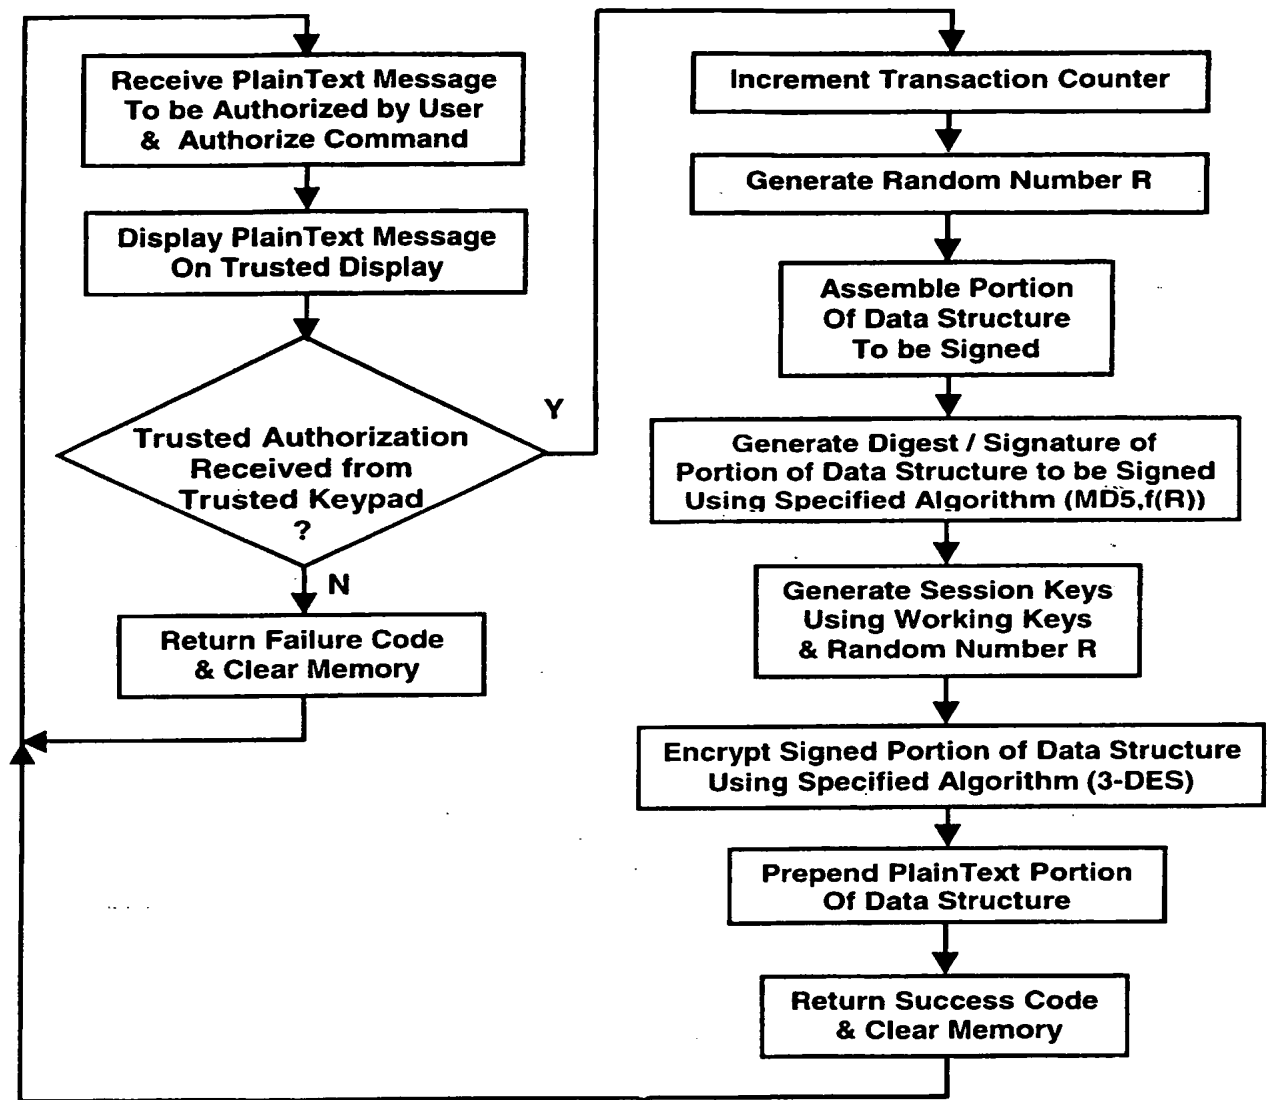 Receive PlainText Message
To be Authorized by User
& Authorize Command
Display PlainText Message
On Trusted Display
Trusted Authorization
Received from
Trusted Keypad
?
Y
N
Return Failure Code
& Clear Memory
Increment Transaction Counter
Generate Random Number R
Assemble Portion
Of Data Structure
To be Signed
Generate Digest / Signature of
Portion of Data Structure to be Signed
Using Specified Algorithm (MD5,f(R))
Generate Session Keys
Using Working Keys
& Random Number R
Encrypt Signed Portion of Data Structure
Using Specified Algorithm (3-DES)
Prepend PlainText Portion
Of Data Structure
Return Success Code
& Clear Memory